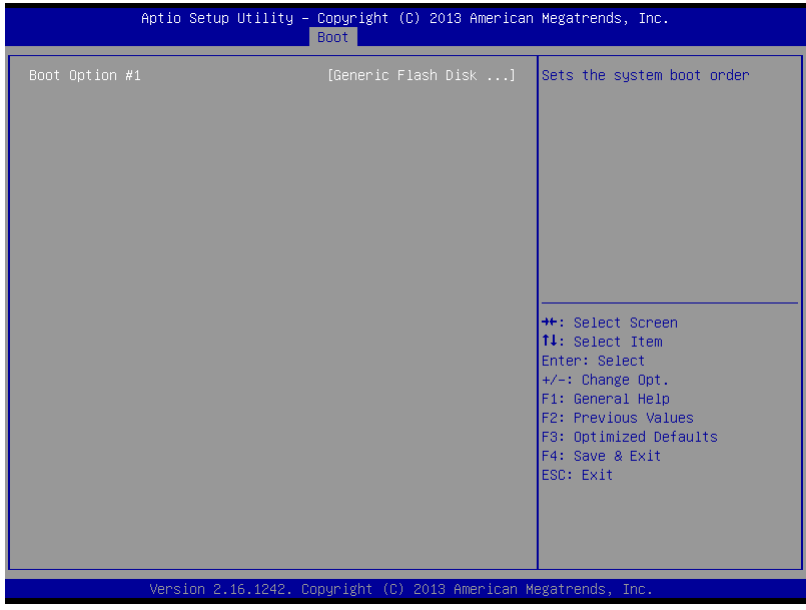 Aptio Setup Utility – Copyright (C) 2013 American Megatrends, Inc.
Boot
Boot Option #1 [Generic Flash Disk ...]
Sets the system boot order
→←: Select Screen
↑↓: Select Item
Enter: Select
+/-: Change Opt.
F1: General Help
F2: Previous Values
F3: Optimized Defaults
F4: Save & Exit
ESC: Exit
Version 2.16.1242. Copyright (C) 2013 American Megatrends, Inc.